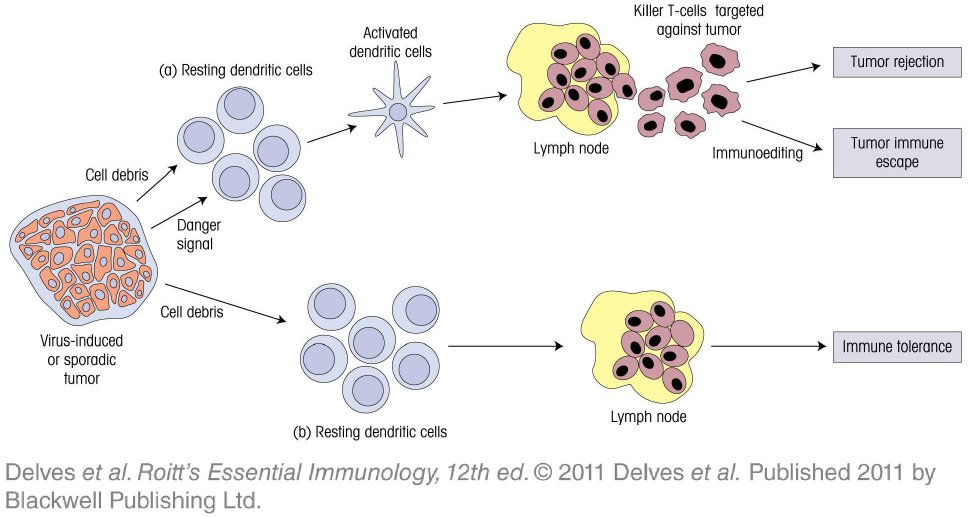 Killer T-cells targeted
against tumor
Activated
dendritic cells
(a) Resting dendritic cells
Tumor rejection
Lymph node
Immunoediting
Tumor immune
escape
Cell debris
Danger
signal
Cell debris
Virus-induced
or sporadic
tumor
Immune tolerance
Lymph node
(b) Resting dendritic cells
Delves et al. Roitt's Essential Immunology, 12th ed. © 2011 Delves et al. Published 2011 by
Blackwell Publishing Ltd.